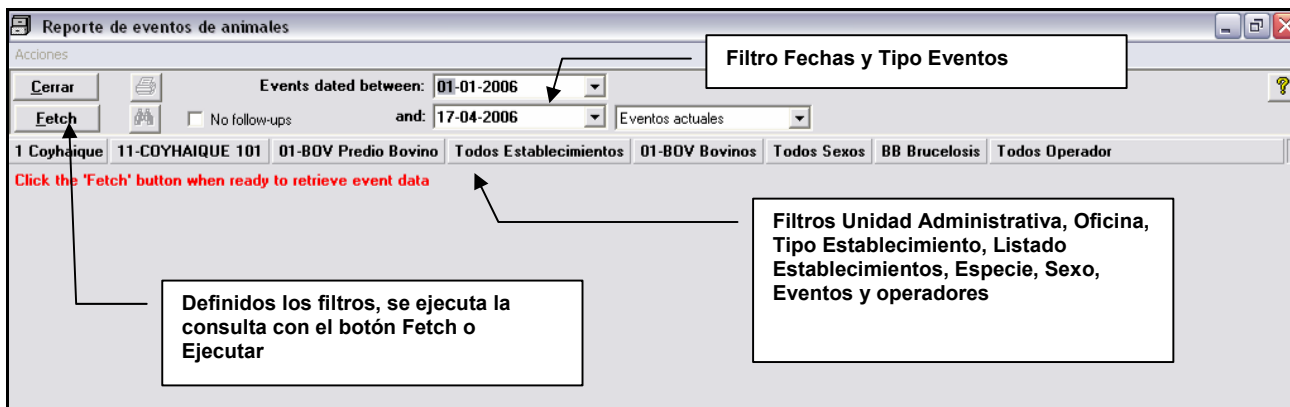 Reporte de eventos de animales
Acciones
Cerrar
Events dated between: 01-01-2006
Fetch
No follow-ups
and: 17-04-2006
Eventos actuales
Filtro Fechas y Tipo Eventos
1 Coyhaique 11-COYHAIQUE 101 01-BOV Predio Bovino Todos Establecimientos 01-BOV Bovinos Todos Sexos BB Brucelosis Todos Operador
Click the 'Fetch' button when ready to retrieve event data
Filtros Unidad Administrativa, Oficina,
Tipo Establecimiento, Listado
Establecimientos, Especie, Sexo,
Eventos y operadores
Definidos los filtros, se ejecuta la
consulta con el botón Fetch o
Ejecutar